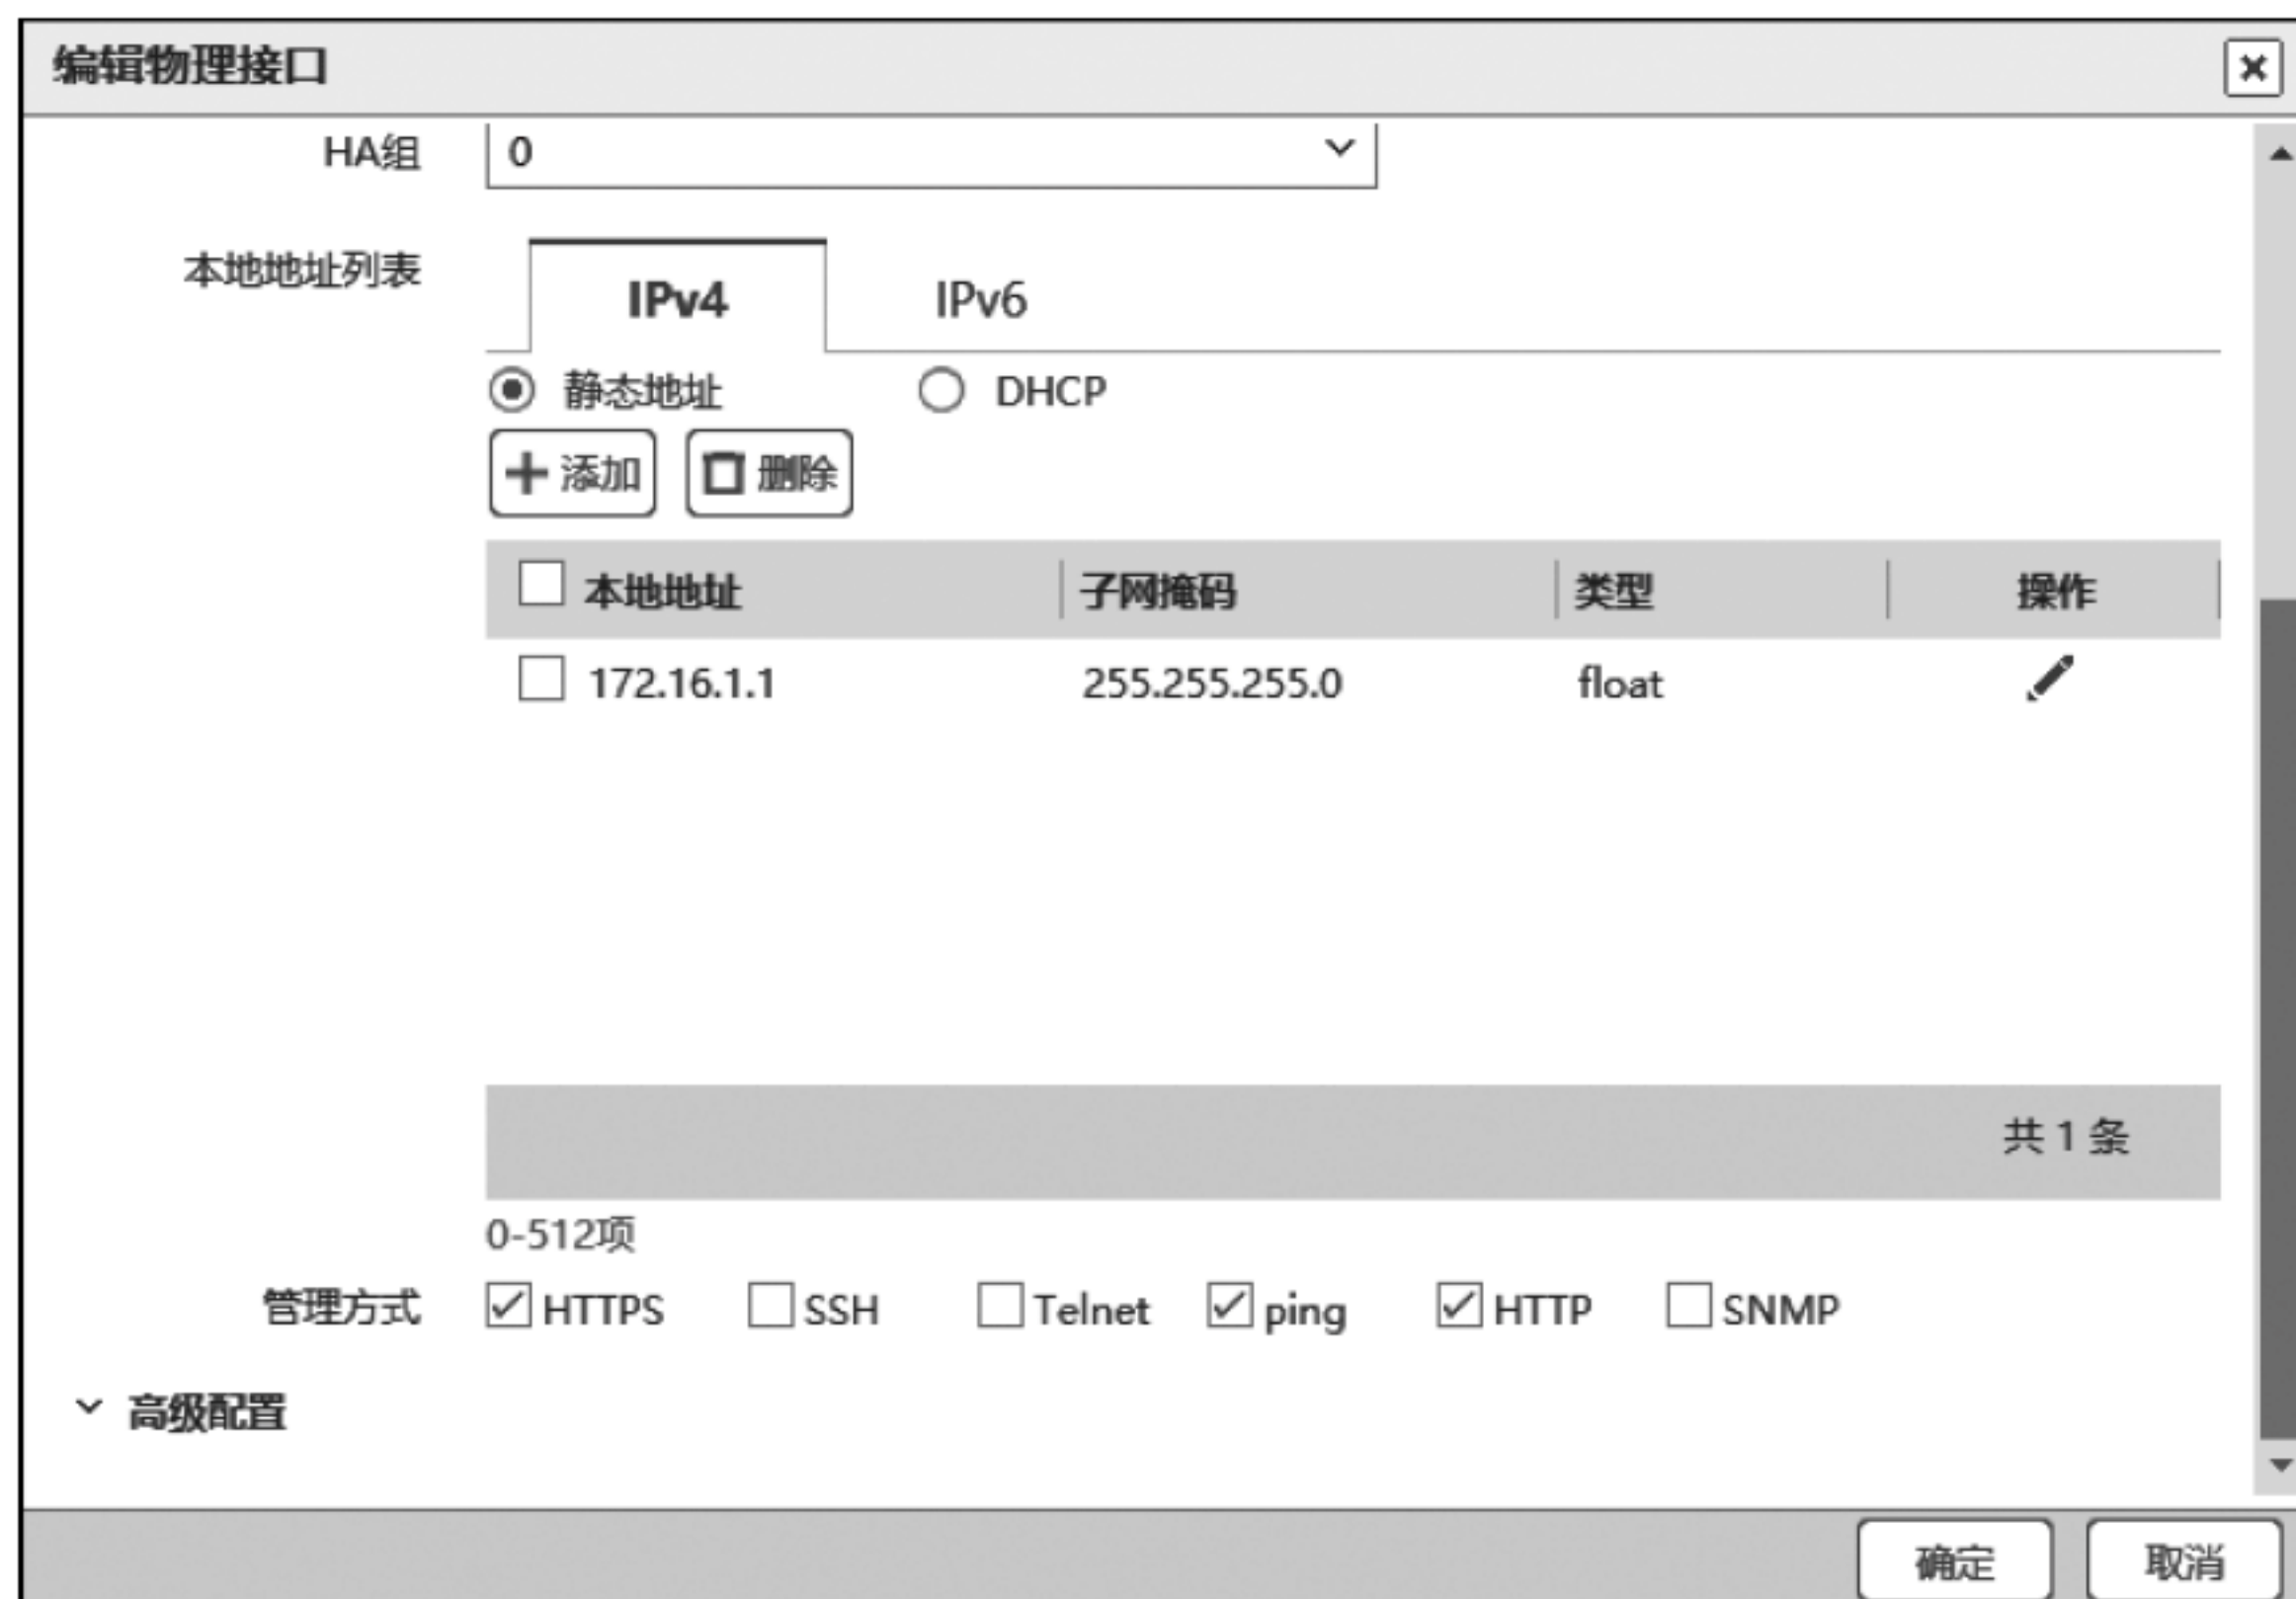 编辑物理接口
HA组 0
本地地址列表 IPv4 IPv6
静态地址 DHCP
添加 删除
本地地址 子网掩码 类型 操作
172.16.1.1 255.255.255.0 float
共 1 条
0-512项
管理方式 HTTPS SSH Telnet ping HTTP SNMP
高级配置
确定 取消